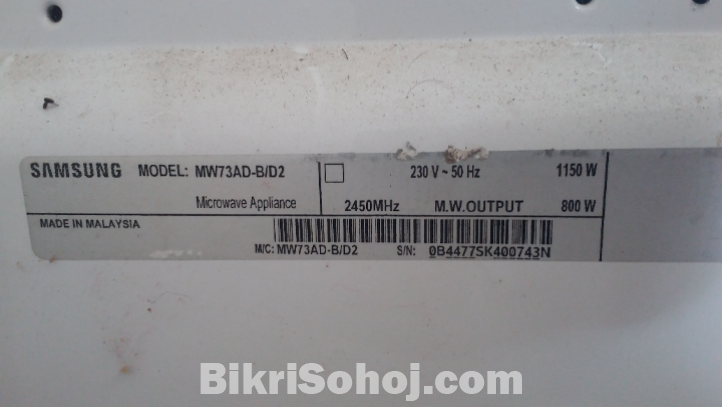 SAMSUNG MODEL: MW73AD-B/D2 230 V ~ 50 Hz 1150 W
Microwave Appliance 2450MHz M.W.OUTPUT 800 W
MADE IN MALAYSIA
M/C: MW73AD-B/D2 S/N: 0B4477SK400743N
BikriSohoj.com